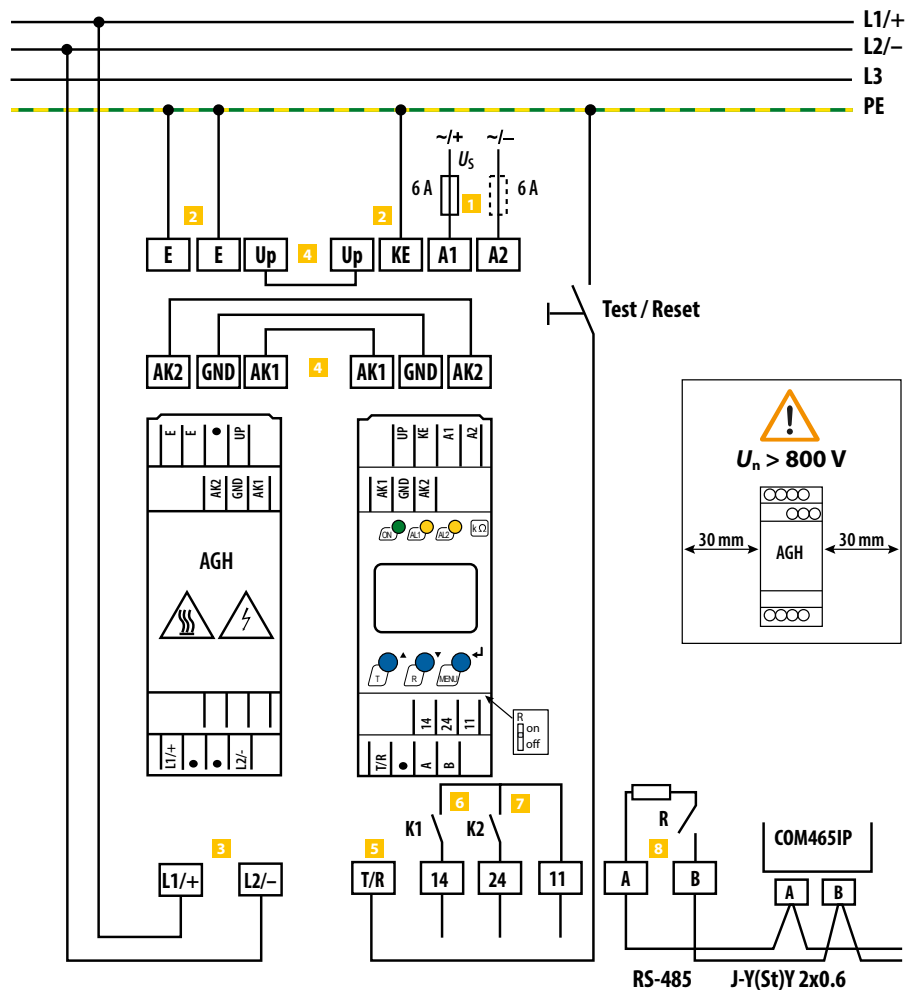 L1/+
L2/–
L3
PE
~/+ ~/–
US
6 A 1 6 A
2 2
E E Up 4 Up KE A1 A2
Test / Reset
AK2 GND AK1 4 AK1 GND AK2
E E UP
UP KE A1 A2
AK2 GND AK1
AK1 GND AK2
ON AL1 AL2 kΩ
AGH
T R MENU
R
on
off
14 24 11
L1/+ L2/-
T/R A B
Un > 800 V
30 mm AGH 30 mm
6 7
K1 K2
3 5
L1/+ L2/–
T/R 14 24 11
R
8
A B
COM465IP
A B
RS-485 J-Y(St)Y 2x0.6